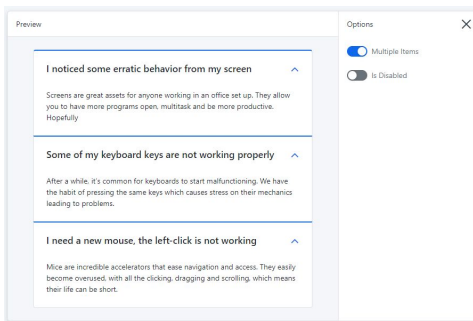 Preview
I noticed some erratic behavior from my screen
Screens are great assets for anyone working in an office set up. They allow
you to have more programs open, multitask and be more productive.
Hopefully
Some of my keyboard keys are not working properly
After a while, it's common for keyboards to start malfunctioning. We have
the habit of pressing the same keys which causes stress on their mechanics
leading to problems.
I need a new mouse, the left-click is not working
Mice are incredible accelerators that ease navigation and access. They easily
become overused, with all the clicking, dragging and scrolling, which means
their life can be short.
Options
Multiple Items
Is Disabled